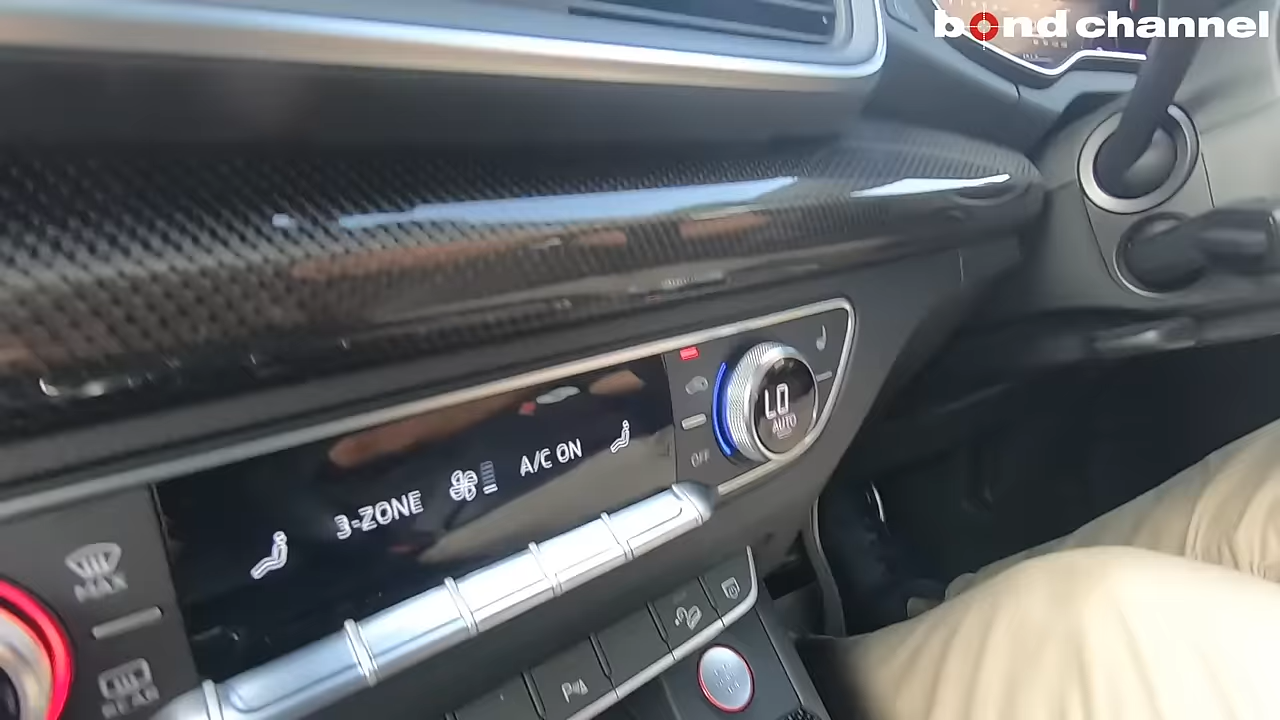 bond channel
LO
AUTO
OFF
A/C ON
3-ZONE
MAX
REAR
P